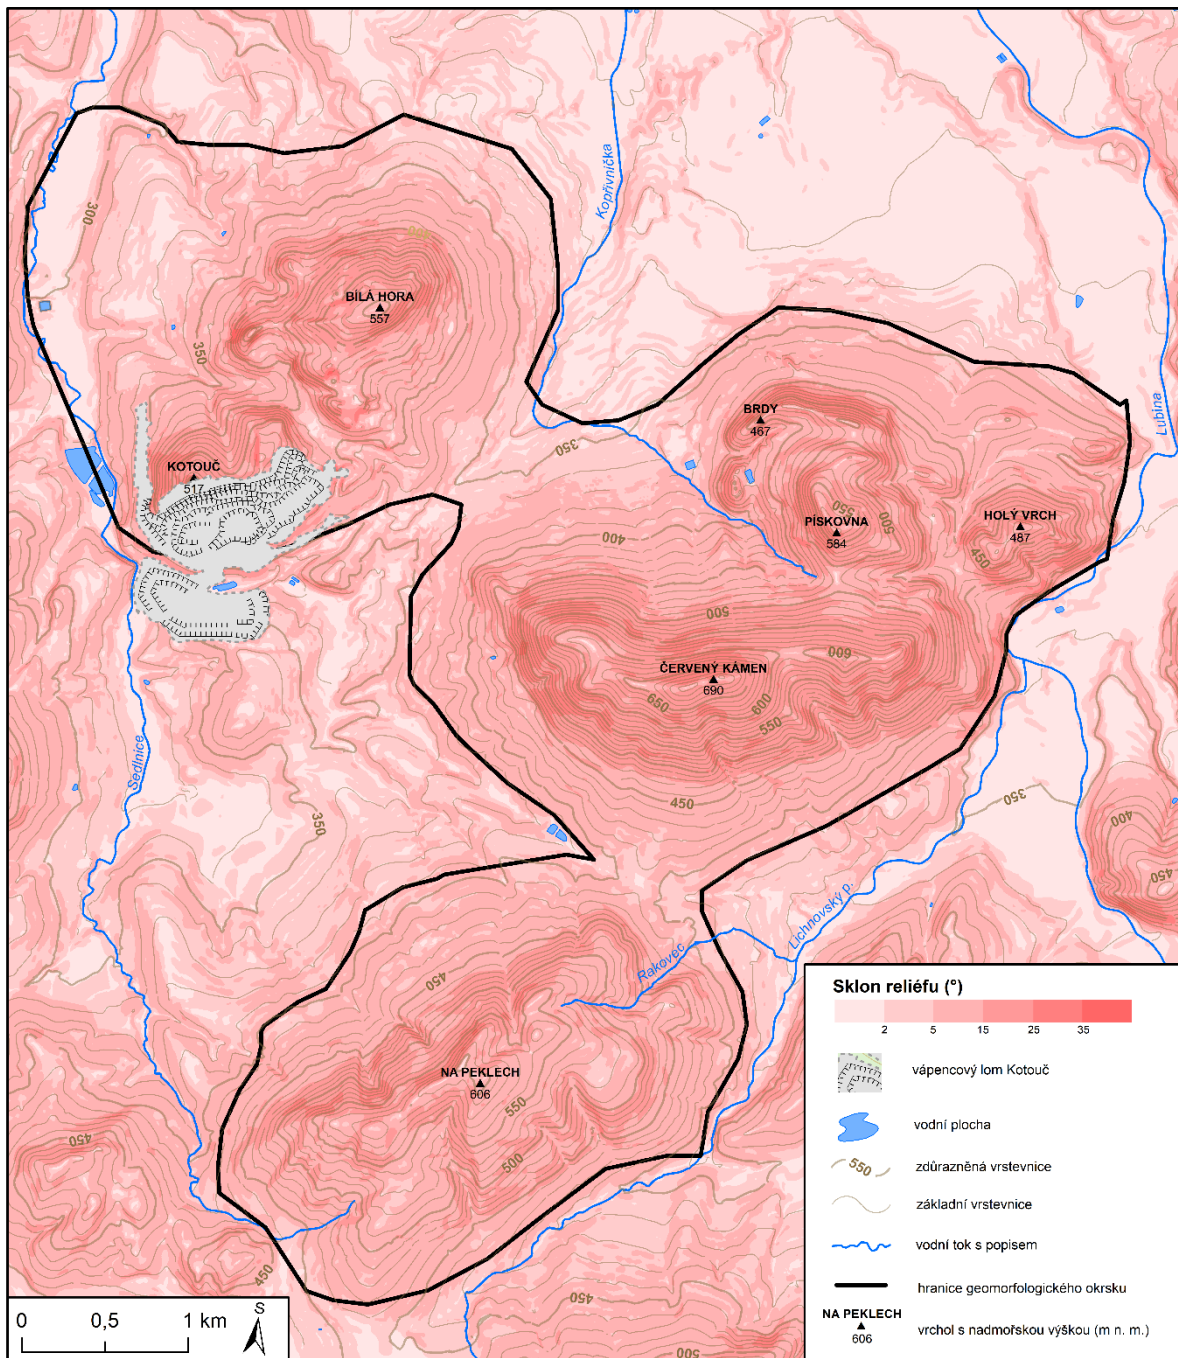 Kopřivnička
300
500
BÍLÁ HORA
557
350
Lubina
BRDY
467
350
KOTOUČ
517
550
500
PÍSKOVNA
584
HOLÝ VRCH
487
450
400
500
600
ČERVENÝ KÁMEN
690
650
600
550
Sedlnice
450
350
350
400
450
Lichnovský p.
Rakovec
450
NA PEKLECH
606
550
500
450
450
450
500
Sklon reliéfu (°)
2 5 15 25 35
vápencový lom Kotouč
vodní plocha
550 zdůrazněná vrstevnice
základní vrstevnice
vodní tok s popisem
hranice geomorfologického okrsku
NA PEKLECH
606
vrchol s nadmořskou výškou (m n. m.)
0 0,5 1 km
S